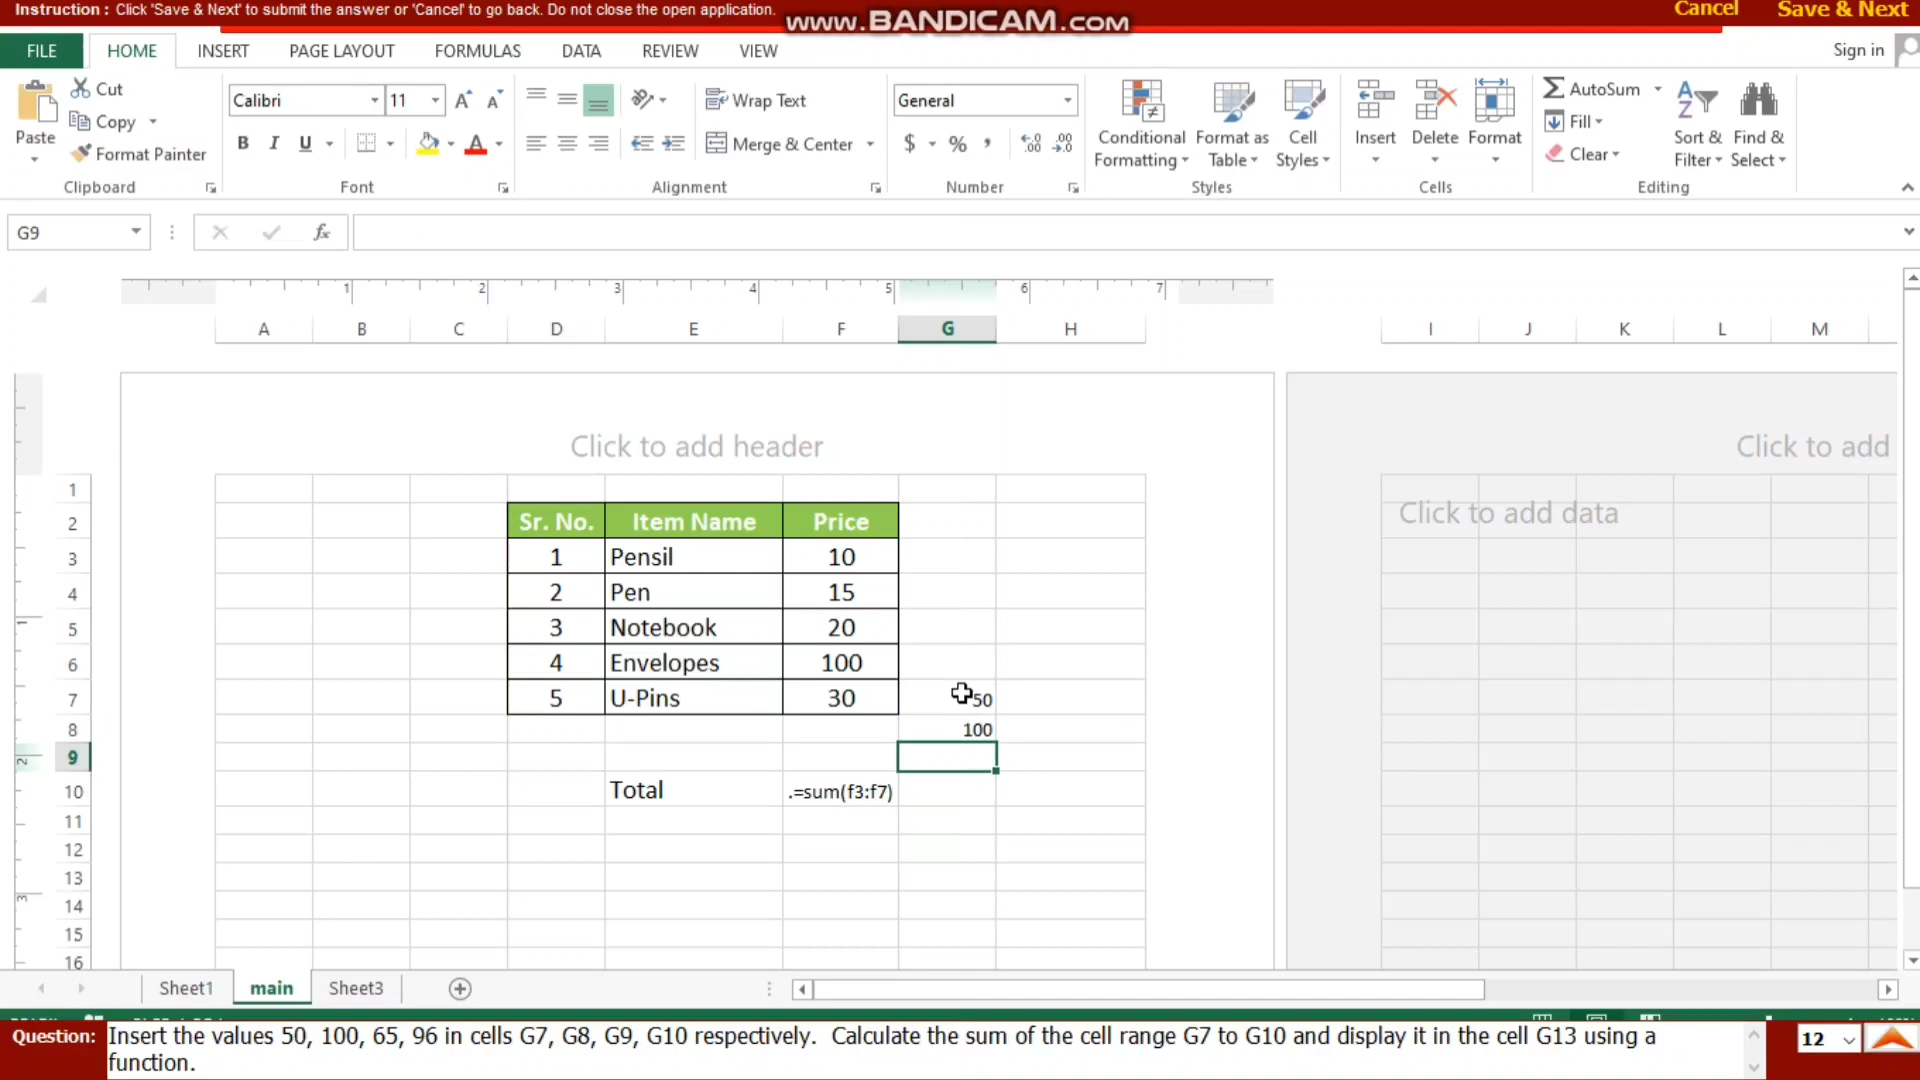 Instruction : Click 'Save & Next' to submit the answer or 'Cancel' to go back. Do not close the open application.
www.BANDICAM.com
Cancel Save & Next
FILE HOME INSERT PAGE LAYOUT FORMULAS DATA REVIEW VIEW Sign in
Cut
Copy
Format Painter
Paste
Clipboard
Calibri 11
B I U A
Font
Wrap Text
Merge & Center
Alignment
General
$ % ,
Number
Conditional Formatting
Format as Table
Cell Styles
Styles
Insert Delete Format
Cells
AutoSum
Fill
Clear
Sort & Filter
Find & Select
Editing
G9 fx
1 2 3 4 5 6 7
A B C D E F G H I J K L M
Click to add header Click to add
1
2 Sr. No. Item Name Price Click to add data
3 1 Pensil 10
4 2 Pen 15
5 3 Notebook 20
6 4 Envelopes 100
7 5 U-Pins 30 50
8 100
9
10 Total .=sum(f3:f7)
11
12
13
14
15
16
Sheet1 main Sheet3
Question: Insert the values 50, 100, 65, 96 in cells G7, G8, G9, G10 respectively. Calculate the sum of the cell range G7 to G10 and display it in the cell G13 using a
function.
12